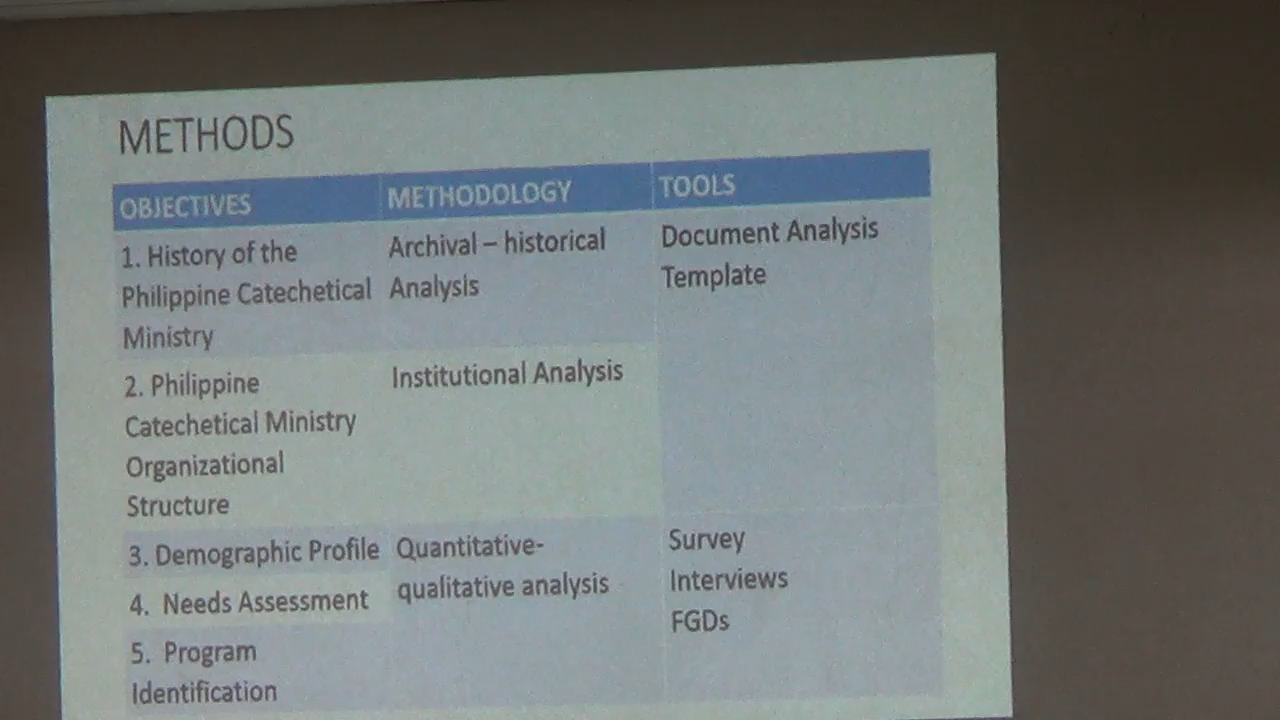 METHODS
OBJECTIVES METHODOLOGY TOOLS
1. History of the Archival – historical Document Analysis
Philippine Catechetical Analysis Template
Ministry
2. Philippine Institutional Analysis
Catechetical Ministry
Organizational
Structure
3. Demographic Profile Quantitative- Survey
4. Needs Assessment qualitative analysis Interviews
FGDs
5. Program
Identification